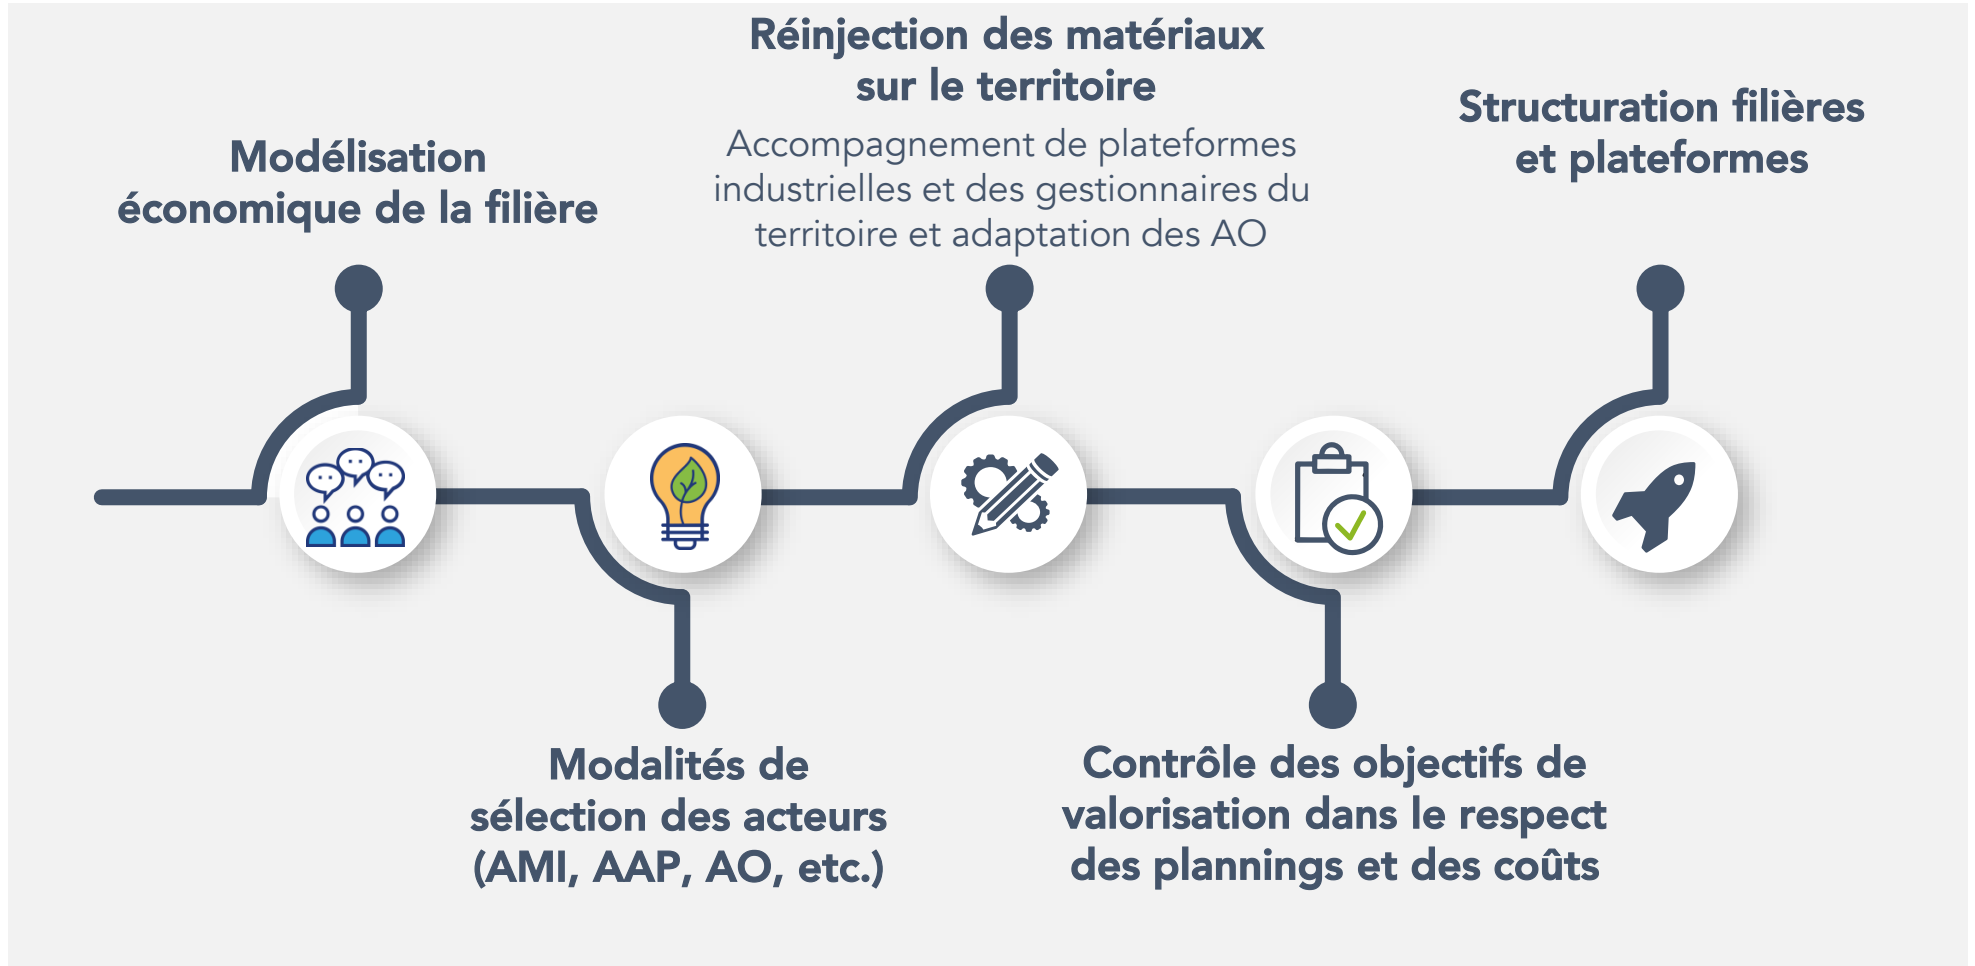 Modélisation
économique de la filière
Modalités de
sélection des acteurs
(AMI, AAP, AO, etc.)
Réinjection des matériaux
sur le territoire
Accompagnement de plateformes
industrielles et des gestionnaires du
territoire et adaptation des AO
Contrôle des objectifs de
valorisation dans le respect
des plannings et des coûts
Structuration filières
et plateformes